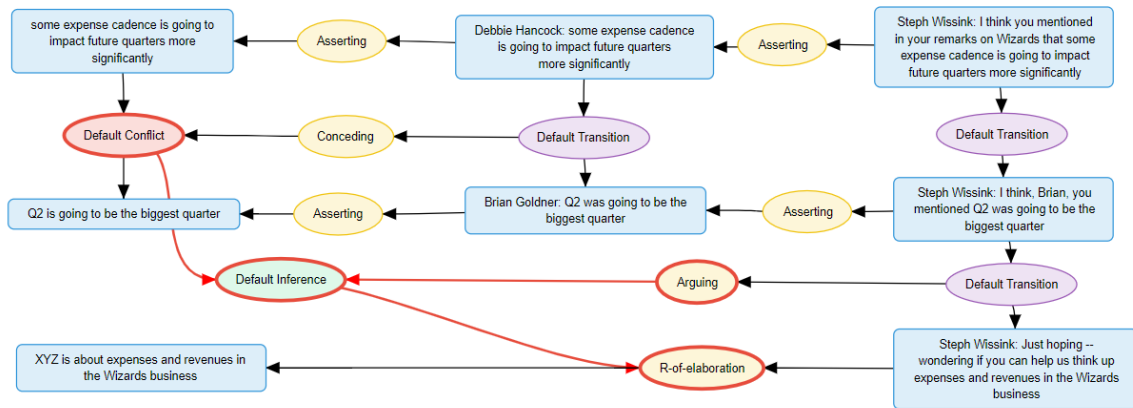 some expense cadence is going to
impact future quarters more
significantly
Asserting
Debbie Hancock: some expense cadence
is going to impact future quarters
more significantly
Asserting
Steph Wissink: I think you mentioned
in your remarks on Wizards that some
expense cadence is going to impact
future quarters more significantly
Default Conflict
Conceding
Default Transition
Default Transition
Q2 is going to be the biggest quarter
Asserting
Brian Goldner: Q2 was going to be the
biggest quarter
Asserting
Steph Wissink: I think, Brian, you
mentioned Q2 was going to be the
biggest quarter
Default Inference
Arguing
Default Transition
XYZ is about expenses and revenues in
the Wizards business
R-of-elaboration
Steph Wissink: Just hoping --
wondering if you can help us think up
expenses and revenues in the Wizards
business